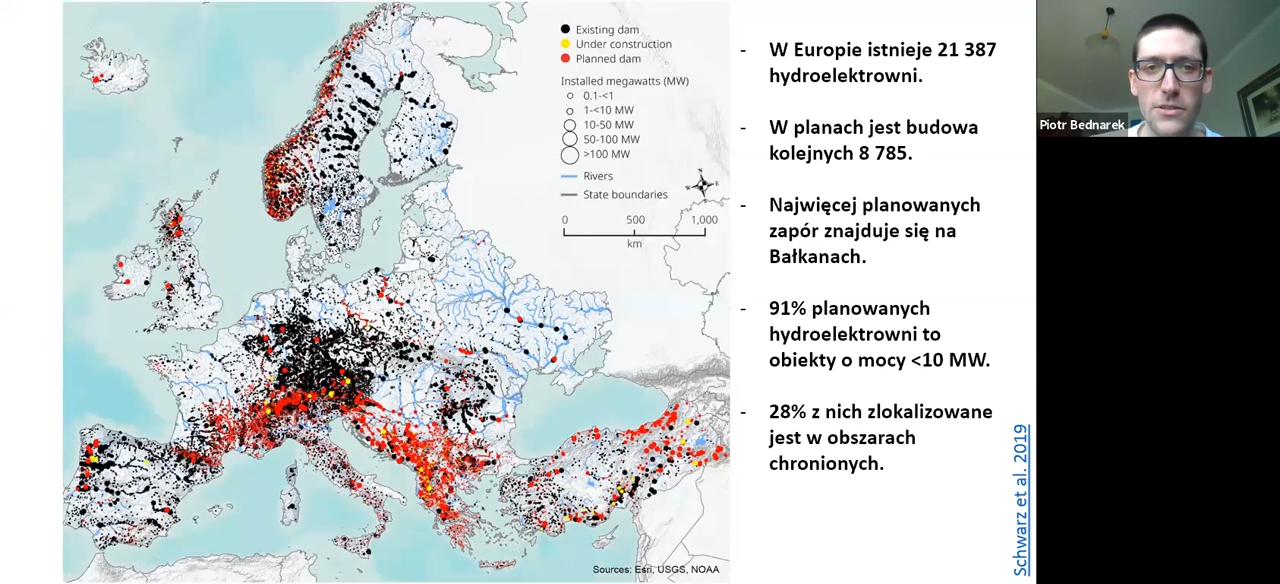 Existing dam
Under construction
Planned dam
Installed megawatts (MW)
0.1-<1
1-<10 MW
10-50 MW
50-100 MW
>100 MW
Rivers
State boundaries
N
0 500 1,000
km
Sources: Esri, USGS, NOAA
- W Europie istnieje 21 387
hydroelektrowni.
- W planach jest budowa
kolejnych 8 785.
- Najwięcej planowanych
zapór znajduje się na
Bałkanach.
- 91% planowanych
hydroelektrowni to
obiekty o mocy <10 MW.
- 28% z nich zlokalizowane
jest w obszarach
chronionych.
Schwarz et al. 2019
Piotr Bednarek